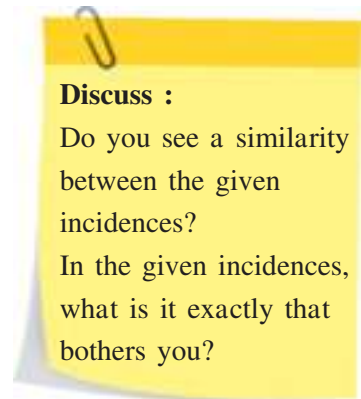 Discuss :
Do you see a similarity
between the given
incidences?
In the given incidences,
what is it exactly that
bothers you?